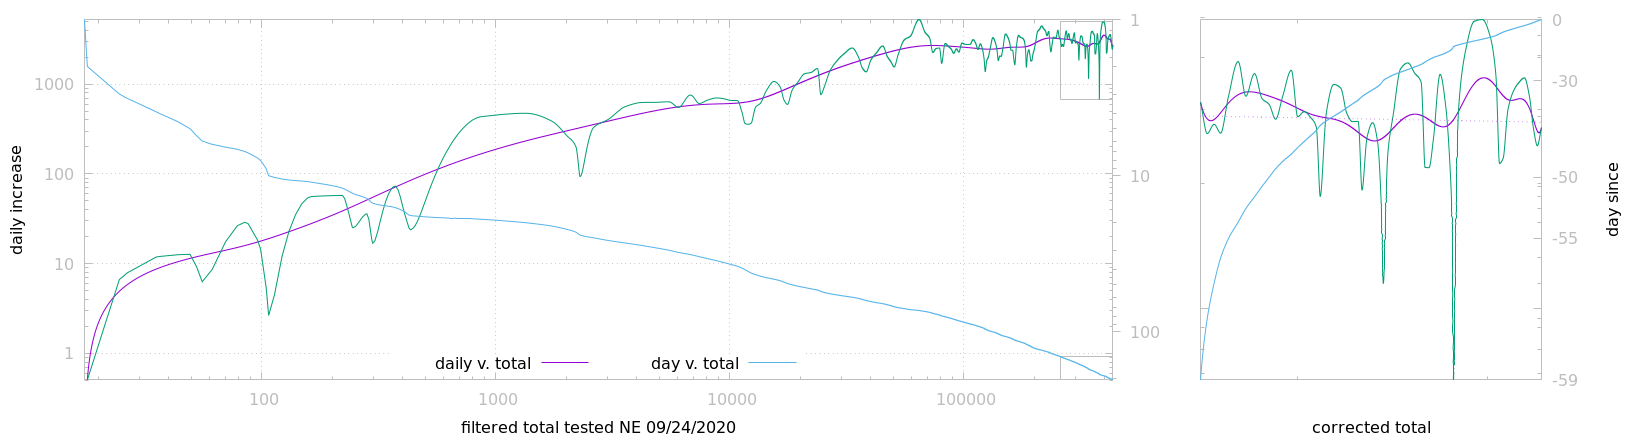 daily increase
1000
100
10
1
100
1000
10000
100000
filtered total tested NE 09/24/2020
daily v. total
day v. total
1
10
100
0
-30
-50
-55
-59
day since
corrected total